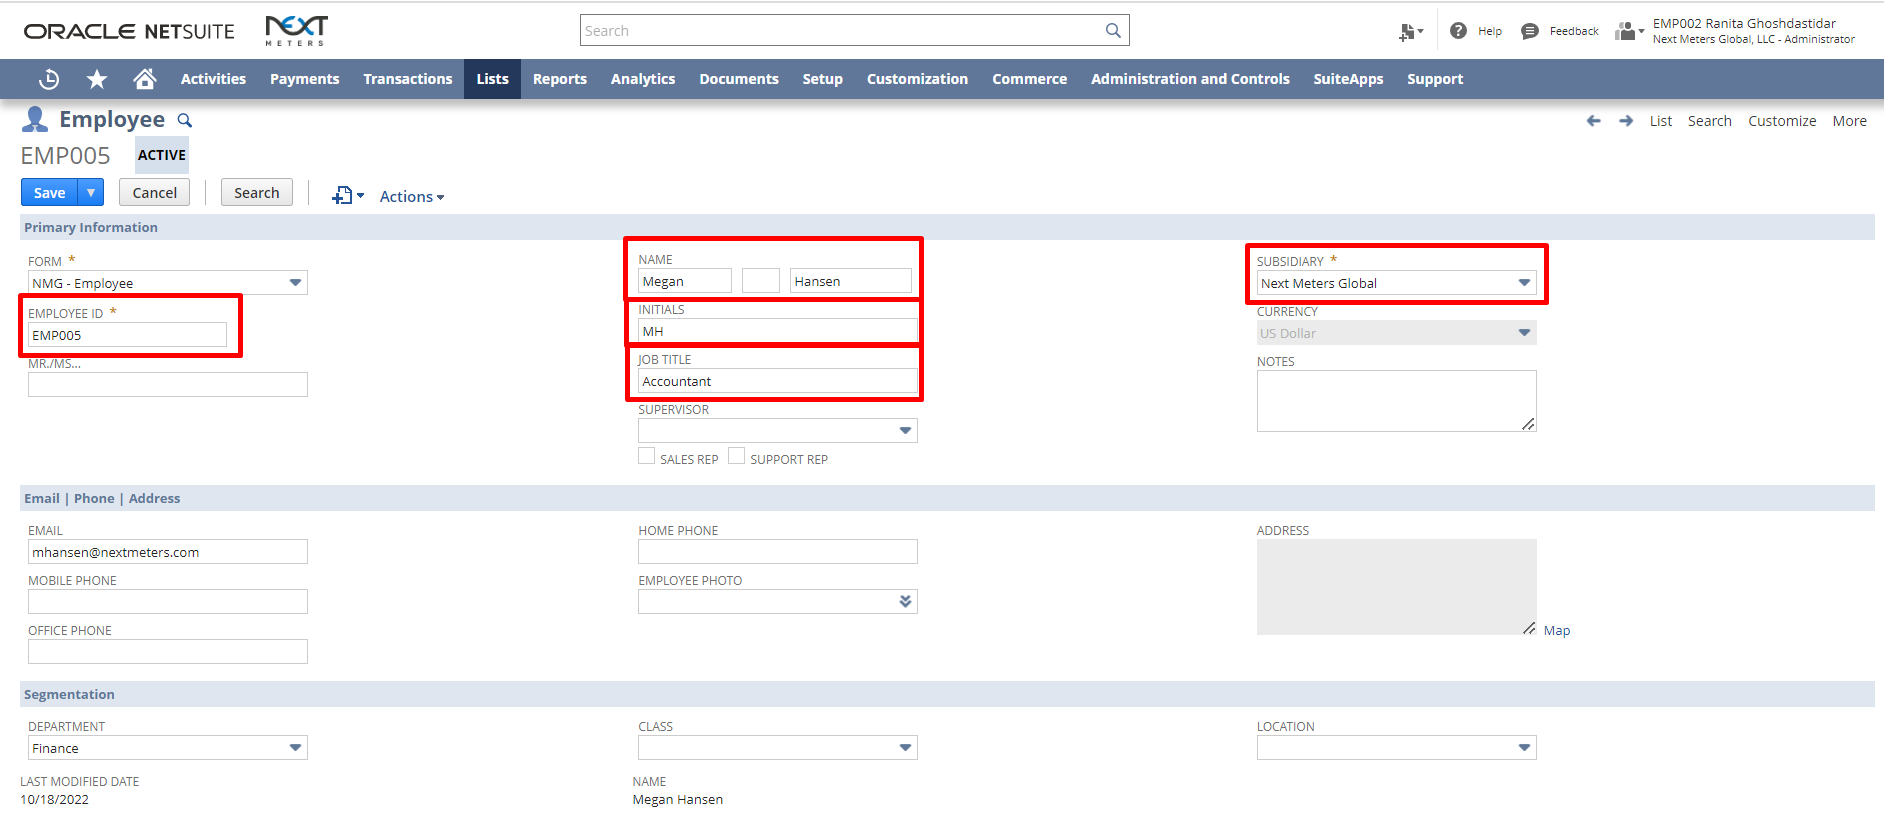 ORACLE NETSUITE
NEXT
METERS
Search
Help
Feedback
EMP002 Ranita Ghoshdastidar
Next Meters Global, LLC - Administrator
Activities Payments Transactions Lists Reports Analytics Documents Setup Customization Commerce Administration and Controls SuiteApps Support
Employee
List Search Customize More
EMP005 ACTIVE
Save Cancel Search Actions
Primary Information
FORM *
NMG - Employee
EMPLOYEE ID *
EMP005
MR./MS...
NAME
Megan Hansen
INITIALS
MH
JOB TITLE
Accountant
SUPERVISOR
SALES REP SUPPORT REP
SUBSIDIARY *
Next Meters Global
CURRENCY
US Dollar
NOTES
Email | Phone | Address
EMAIL
mhansen@nextmeters.com
MOBILE PHONE
OFFICE PHONE
HOME PHONE
EMPLOYEE PHOTO
ADDRESS
Map
Segmentation
DEPARTMENT
Finance
CLASS
LOCATION
LAST MODIFIED DATE
10/18/2022
NAME
Megan Hansen